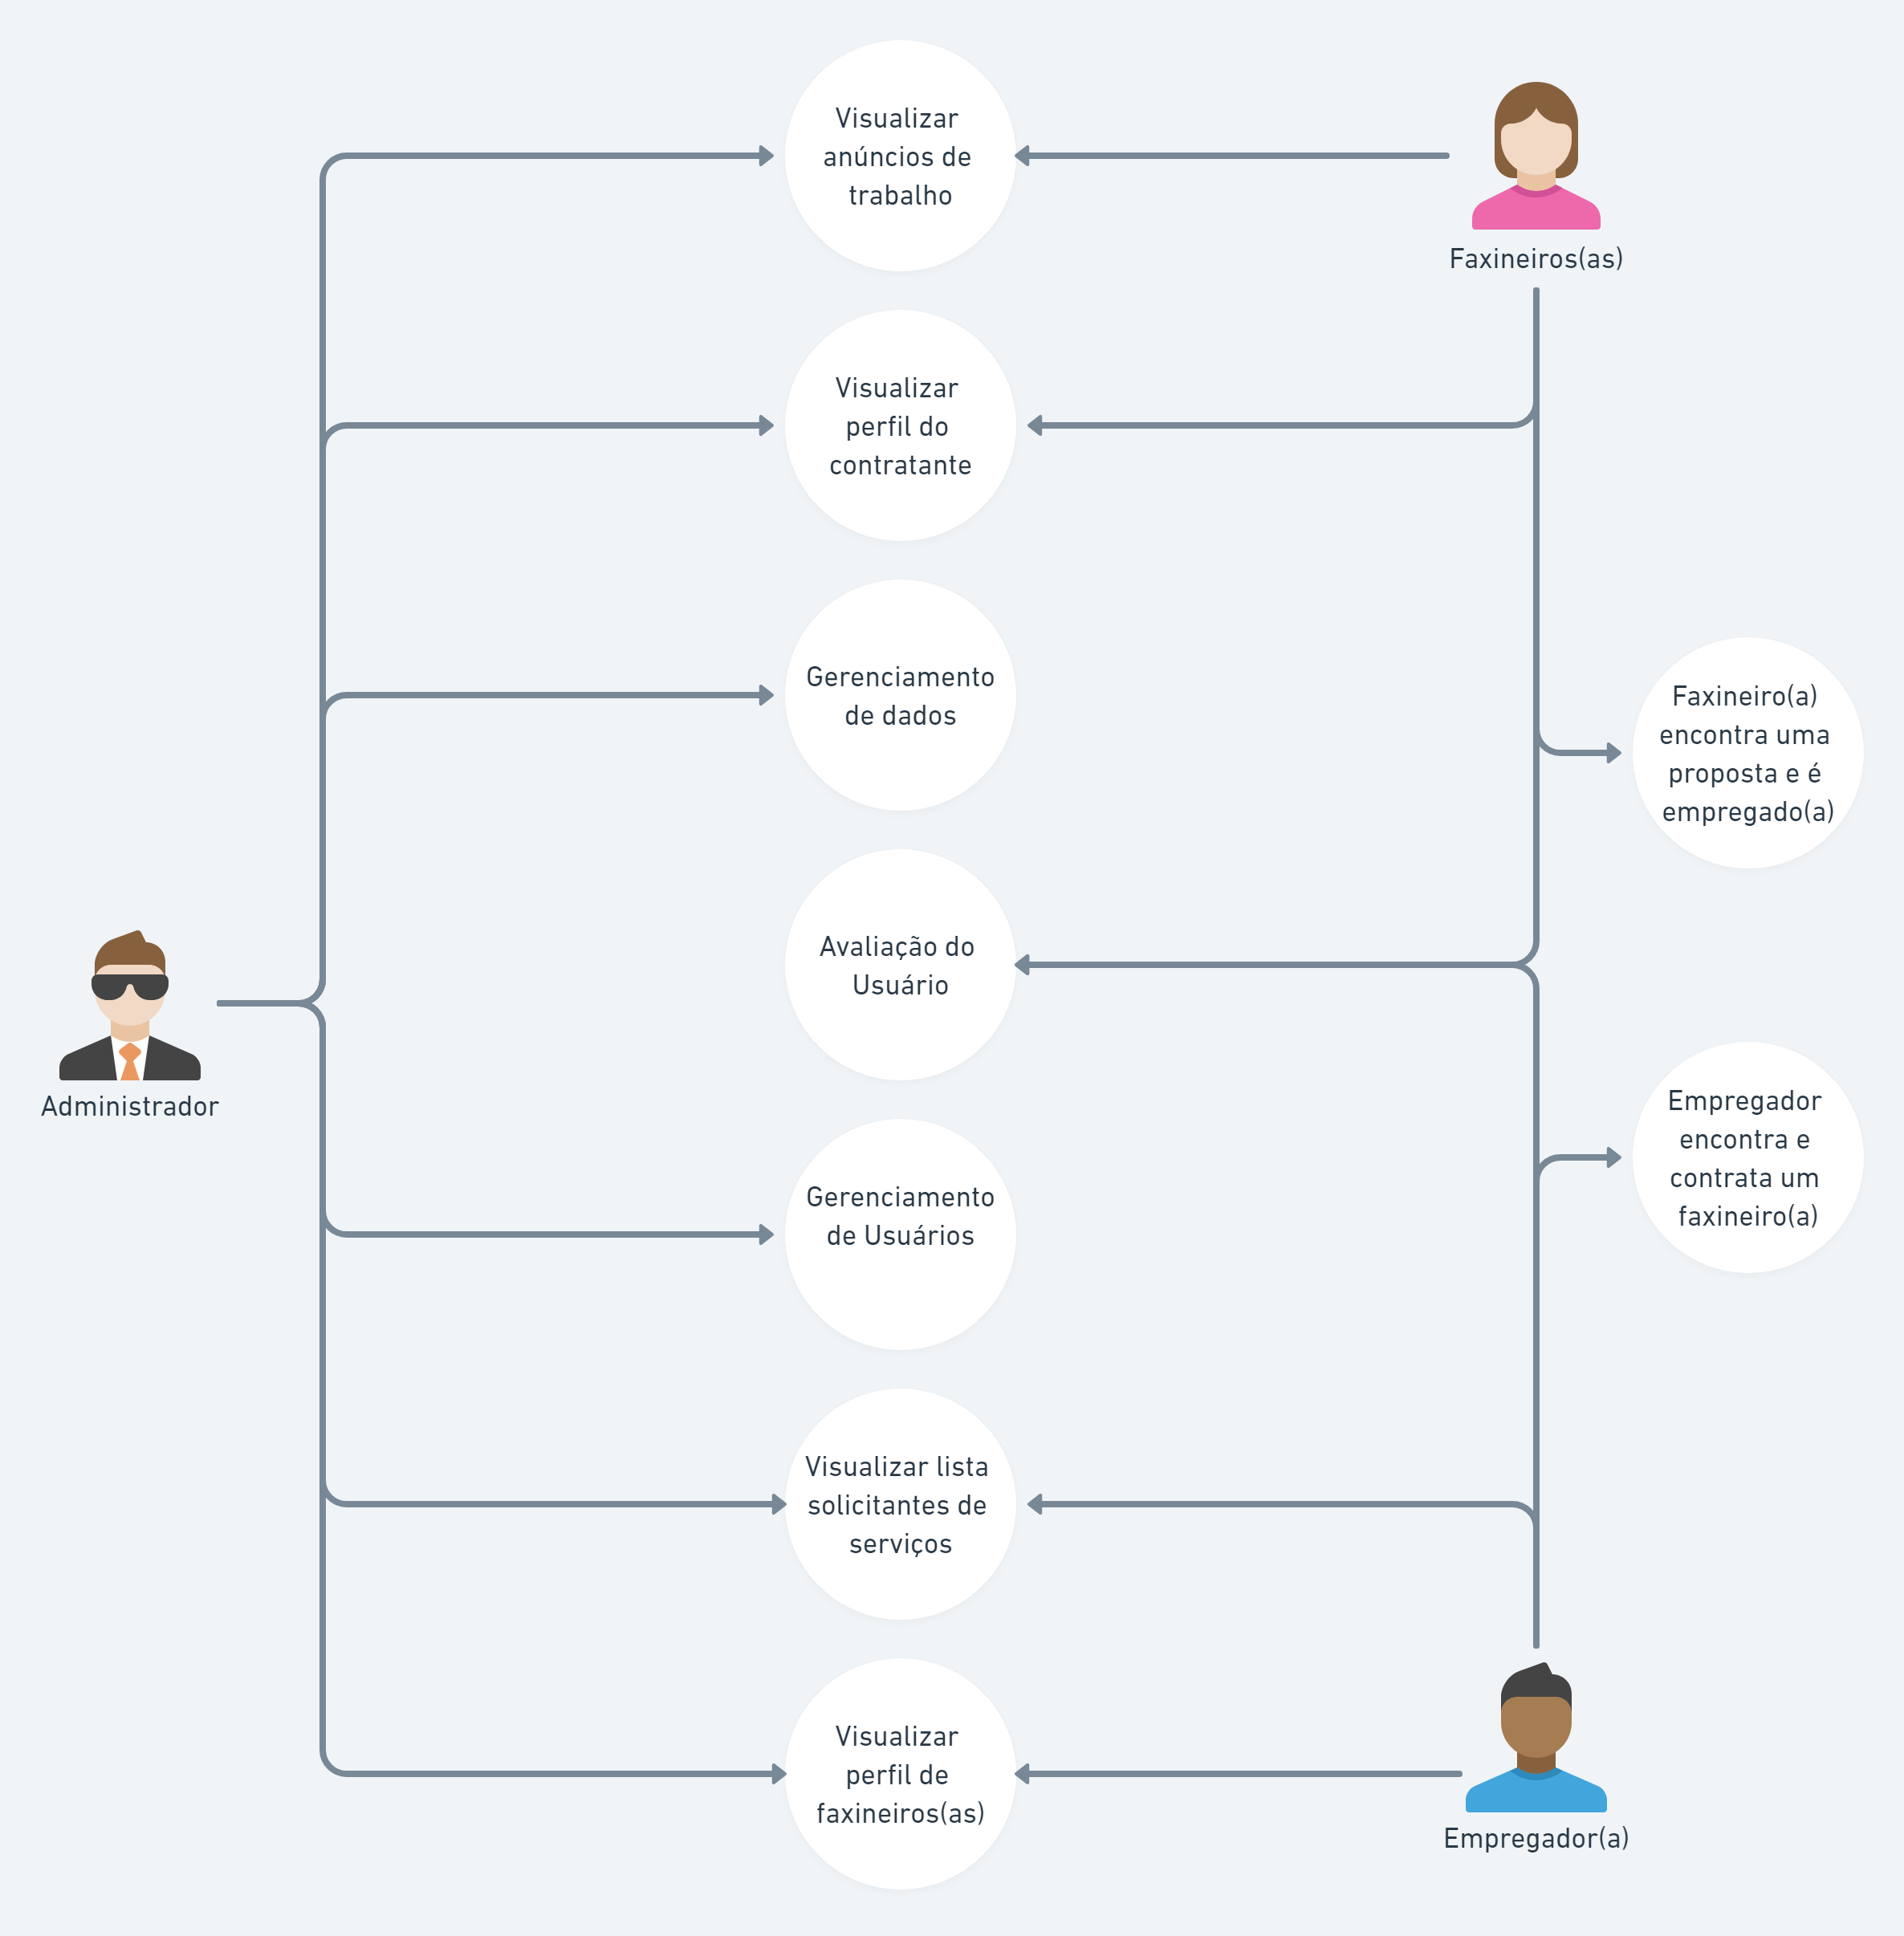 Visualizar
anúncios de
trabalho
Faxineiros(as)
Visualizar
perfil do
contratante
Gerenciamento
de dados
Faxineiro(a)
encontra uma
proposta e é
empregado(a)
Avaliação do
Usuário
Administrador
Empregador
encontra e
contrata um
faxineiro(a)
Gerenciamento
de Usuários
Visualizar lista
solicitantes de
serviços
Visualizar
perfil de
faxineiros(as)
Empregador(a)